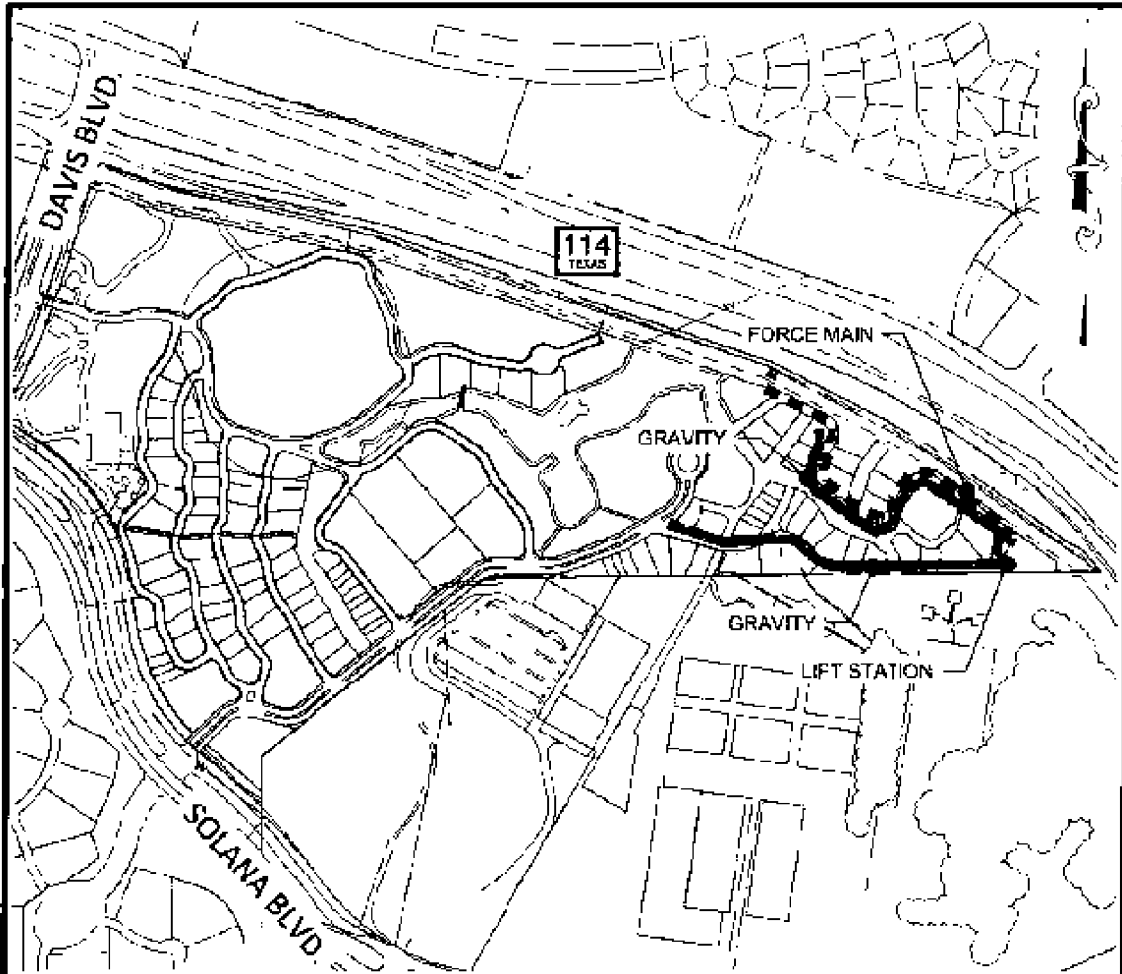 DAVIS BLVD
114
TEXAS
FORCE MAIN
GRAVITY
GRAVITY
LIFT STATION
SOLANA BLVD.